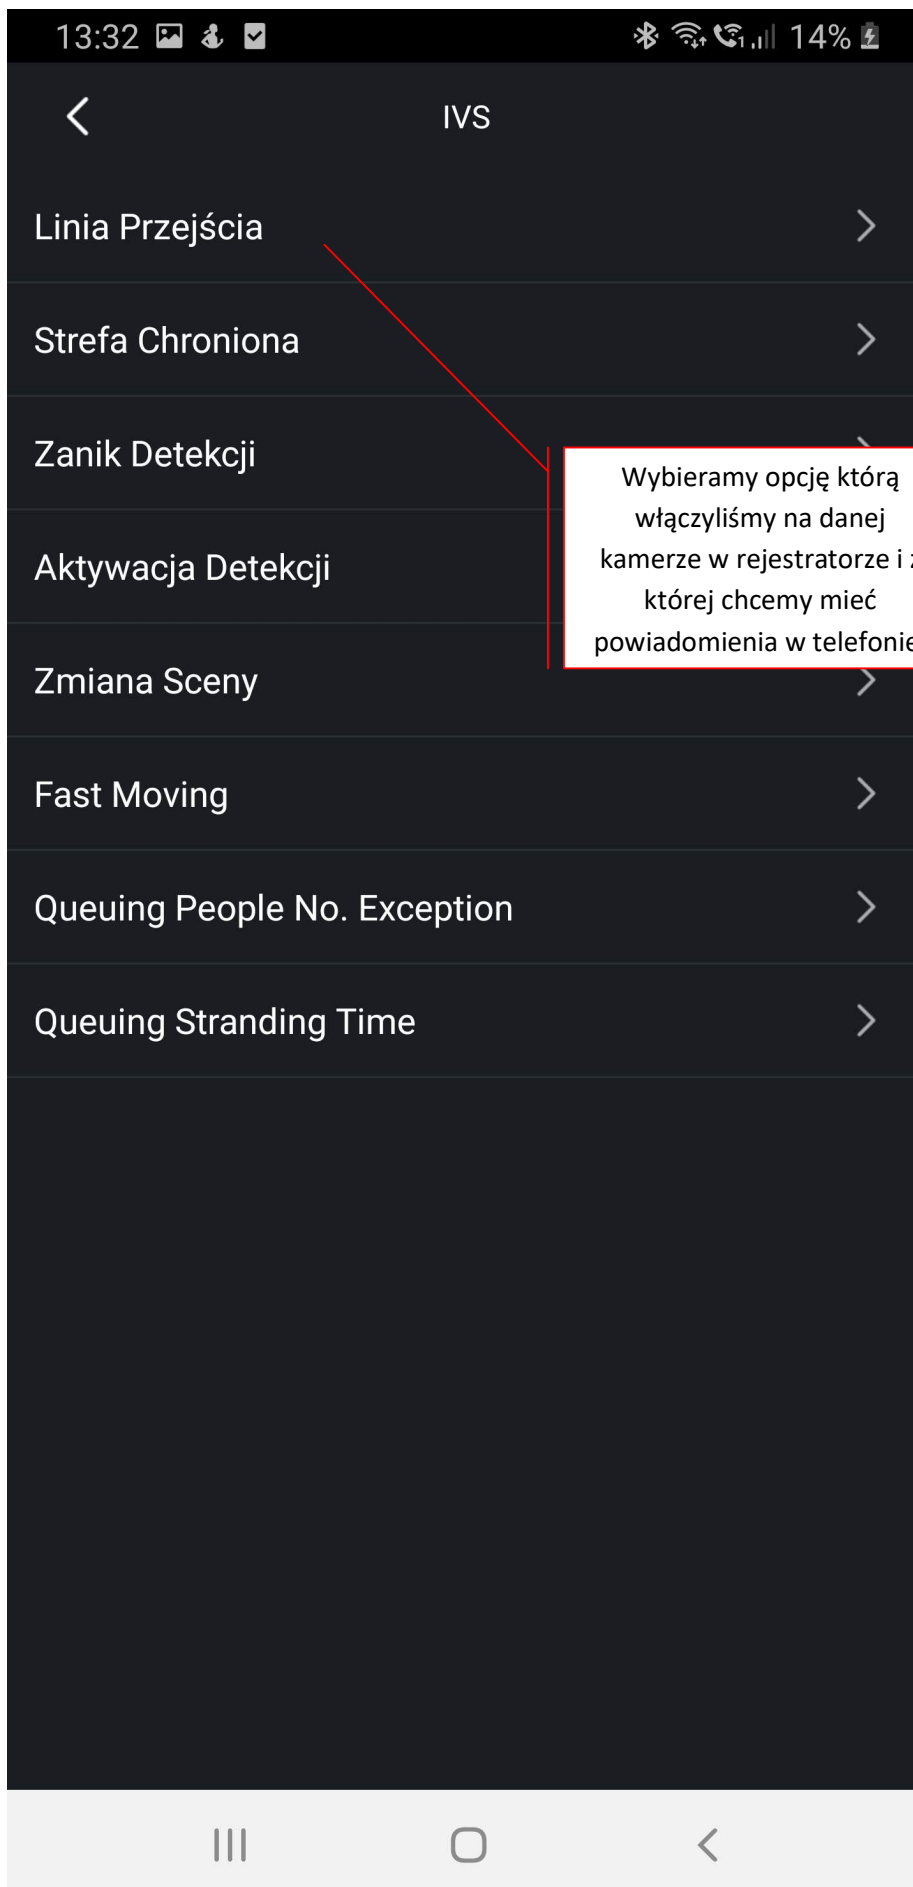 13:32 14%
IVS
Linia Przejścia
Strefa Chroniona
Zanik Detekcji
Wybieramy opcję którą
włączyliśmy na danej
kamerze w rejestratorze i z
której chcemy mieć
powiadomienia w telefonie
Aktywacja Detekcji
Zmiana Sceny
Fast Moving
Queuing People No. Exception
Queuing Stranding Time